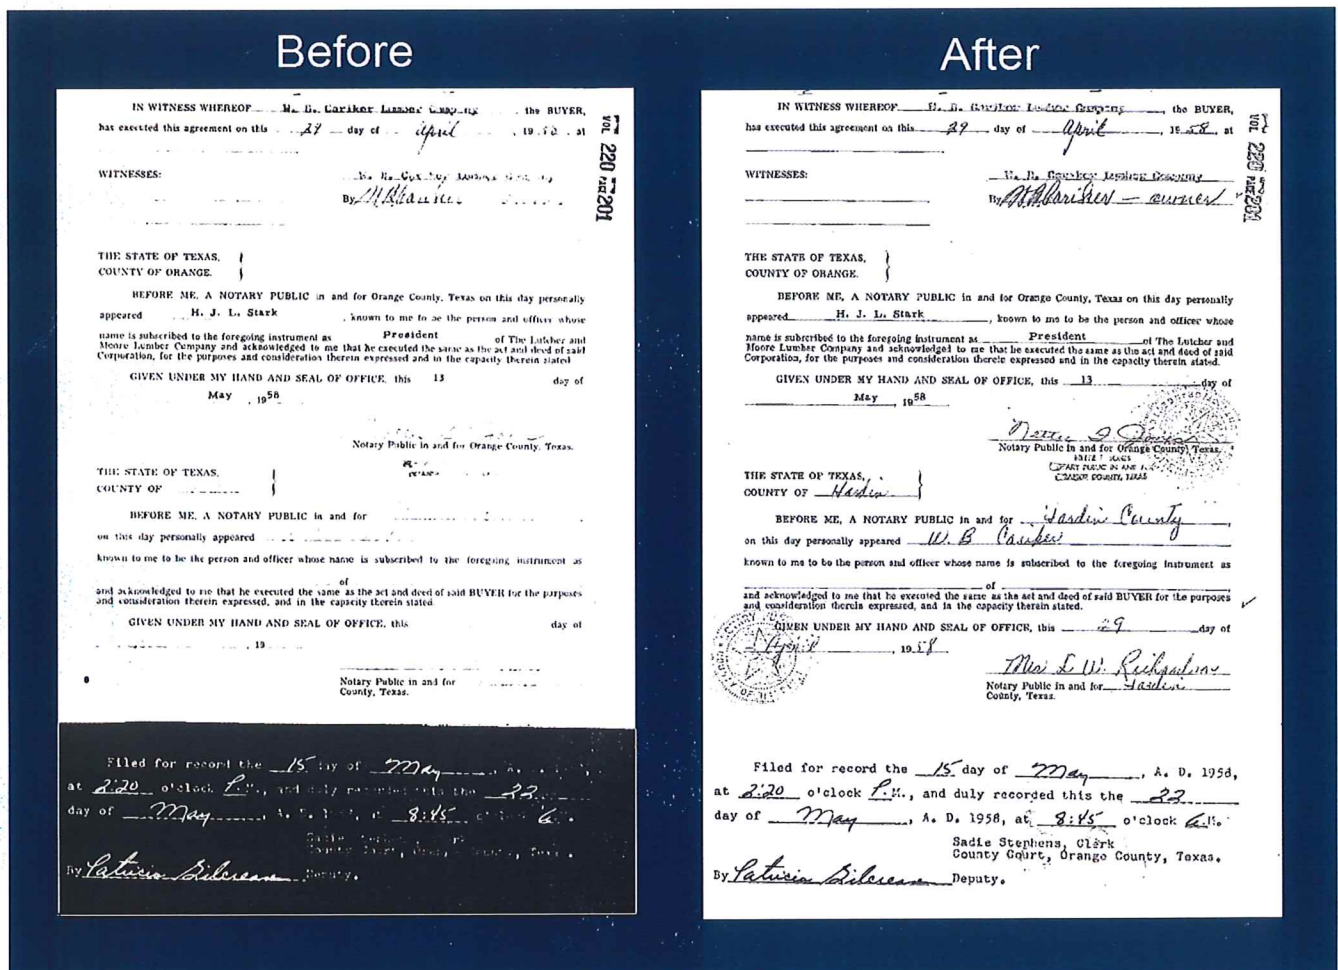 Before
IN WITNESS WHEREOF Lumber Company, the BUYER,
has executed this agreement on this 29 day of April, 19 at
WITNESSES:
By
VOL 220 PAGE 201
THE STATE OF TEXAS,
COUNTY OF ORANGE.
BEFORE ME, A NOTARY PUBLIC in and for Orange County, Texas on this day personally
appeared H. J. L. Stark, known to me to be the person and officer whose
name is subscribed to the foregoing instrument as President of The Lutcher and
Moore Lumber Company and acknowledged to me that he executed the same as the act and deed of said
Corporation, for the purposes and consideration therein expressed and in the capacity therein stated
GIVEN UNDER MY HAND AND SEAL OF OFFICE, this 13 day of
May, 1958
Notary Public in and for Orange County, Texas.
THE STATE OF TEXAS,
COUNTY OF
BEFORE ME, A NOTARY PUBLIC in and for
on this day personally appeared
known to me to be the person and officer whose name is subscribed to the foregoing instrument as
of
and acknowledged to me that he executed the same as the act and deed of said BUYER for the purposes
and consideration therein expressed, and in the capacity therein stated.
GIVEN UNDER MY HAND AND SEAL OF OFFICE, this day of
, 19
Notary Public in and for
County, Texas.
Filed for record the 15 day of May, A.
at 2:20 o'clock P.M., and duly recorded this the 22
day of May, A. D. at 8:45
By Patricia Gilcrease Deputy.
After
IN WITNESS WHEREOF W. B. Cariker Lumber Company, the BUYER,
has executed this agreement on this 29 day of April, 1958 at
WITNESSES:
W. B. Cariker Lumber Company
By W B Cariker - owner
VOL 220 PAGE 201
THE STATE OF TEXAS,
COUNTY OF ORANGE.
BEFORE ME, A NOTARY PUBLIC in and for Orange County, Texas on this day personally
appeared H. J. L. Stark, known to me to be the person and officer whose
name is subscribed to the foregoing instrument as President of The Lutcher and
Moore Lumber Company and acknowledged to me that he executed the same as the act and deed of said
Corporation, for the purposes and consideration therein expressed and in the capacity therein stated.
GIVEN UNDER MY HAND AND SEAL OF OFFICE, this 13 day of
May, 1958
Notary Public in and for Orange County, Texas.
NOTARY PUBLIC IN AND FOR
ORANGE COUNTY, TEXAS
THE STATE OF TEXAS,
COUNTY OF Hardin
BEFORE ME, A NOTARY PUBLIC in and for Hardin County,
on this day personally appeared W. B Cariker
known to me to be the person and officer whose name is subscribed to the foregoing instrument as
of
and acknowledged to me that he executed the same as the act and deed of said BUYER for the purposes
and consideration therein expressed, and in the capacity therein stated.
GIVEN UNDER MY HAND AND SEAL OF OFFICE, this 29 day of
April, 1958
Mrs L. W. Richardson
Notary Public in and for Hardin
County, Texas.
Filed for record the 15 day of May, A. D. 1958,
at 2:20 o'clock P.M., and duly recorded this the 22
day of May, A. D. 1958, at 8:45 o'clock A.M.
Sadie Stephens, Clerk
County Court, Orange County, Texas.
By Patricia Gilcrease Deputy.